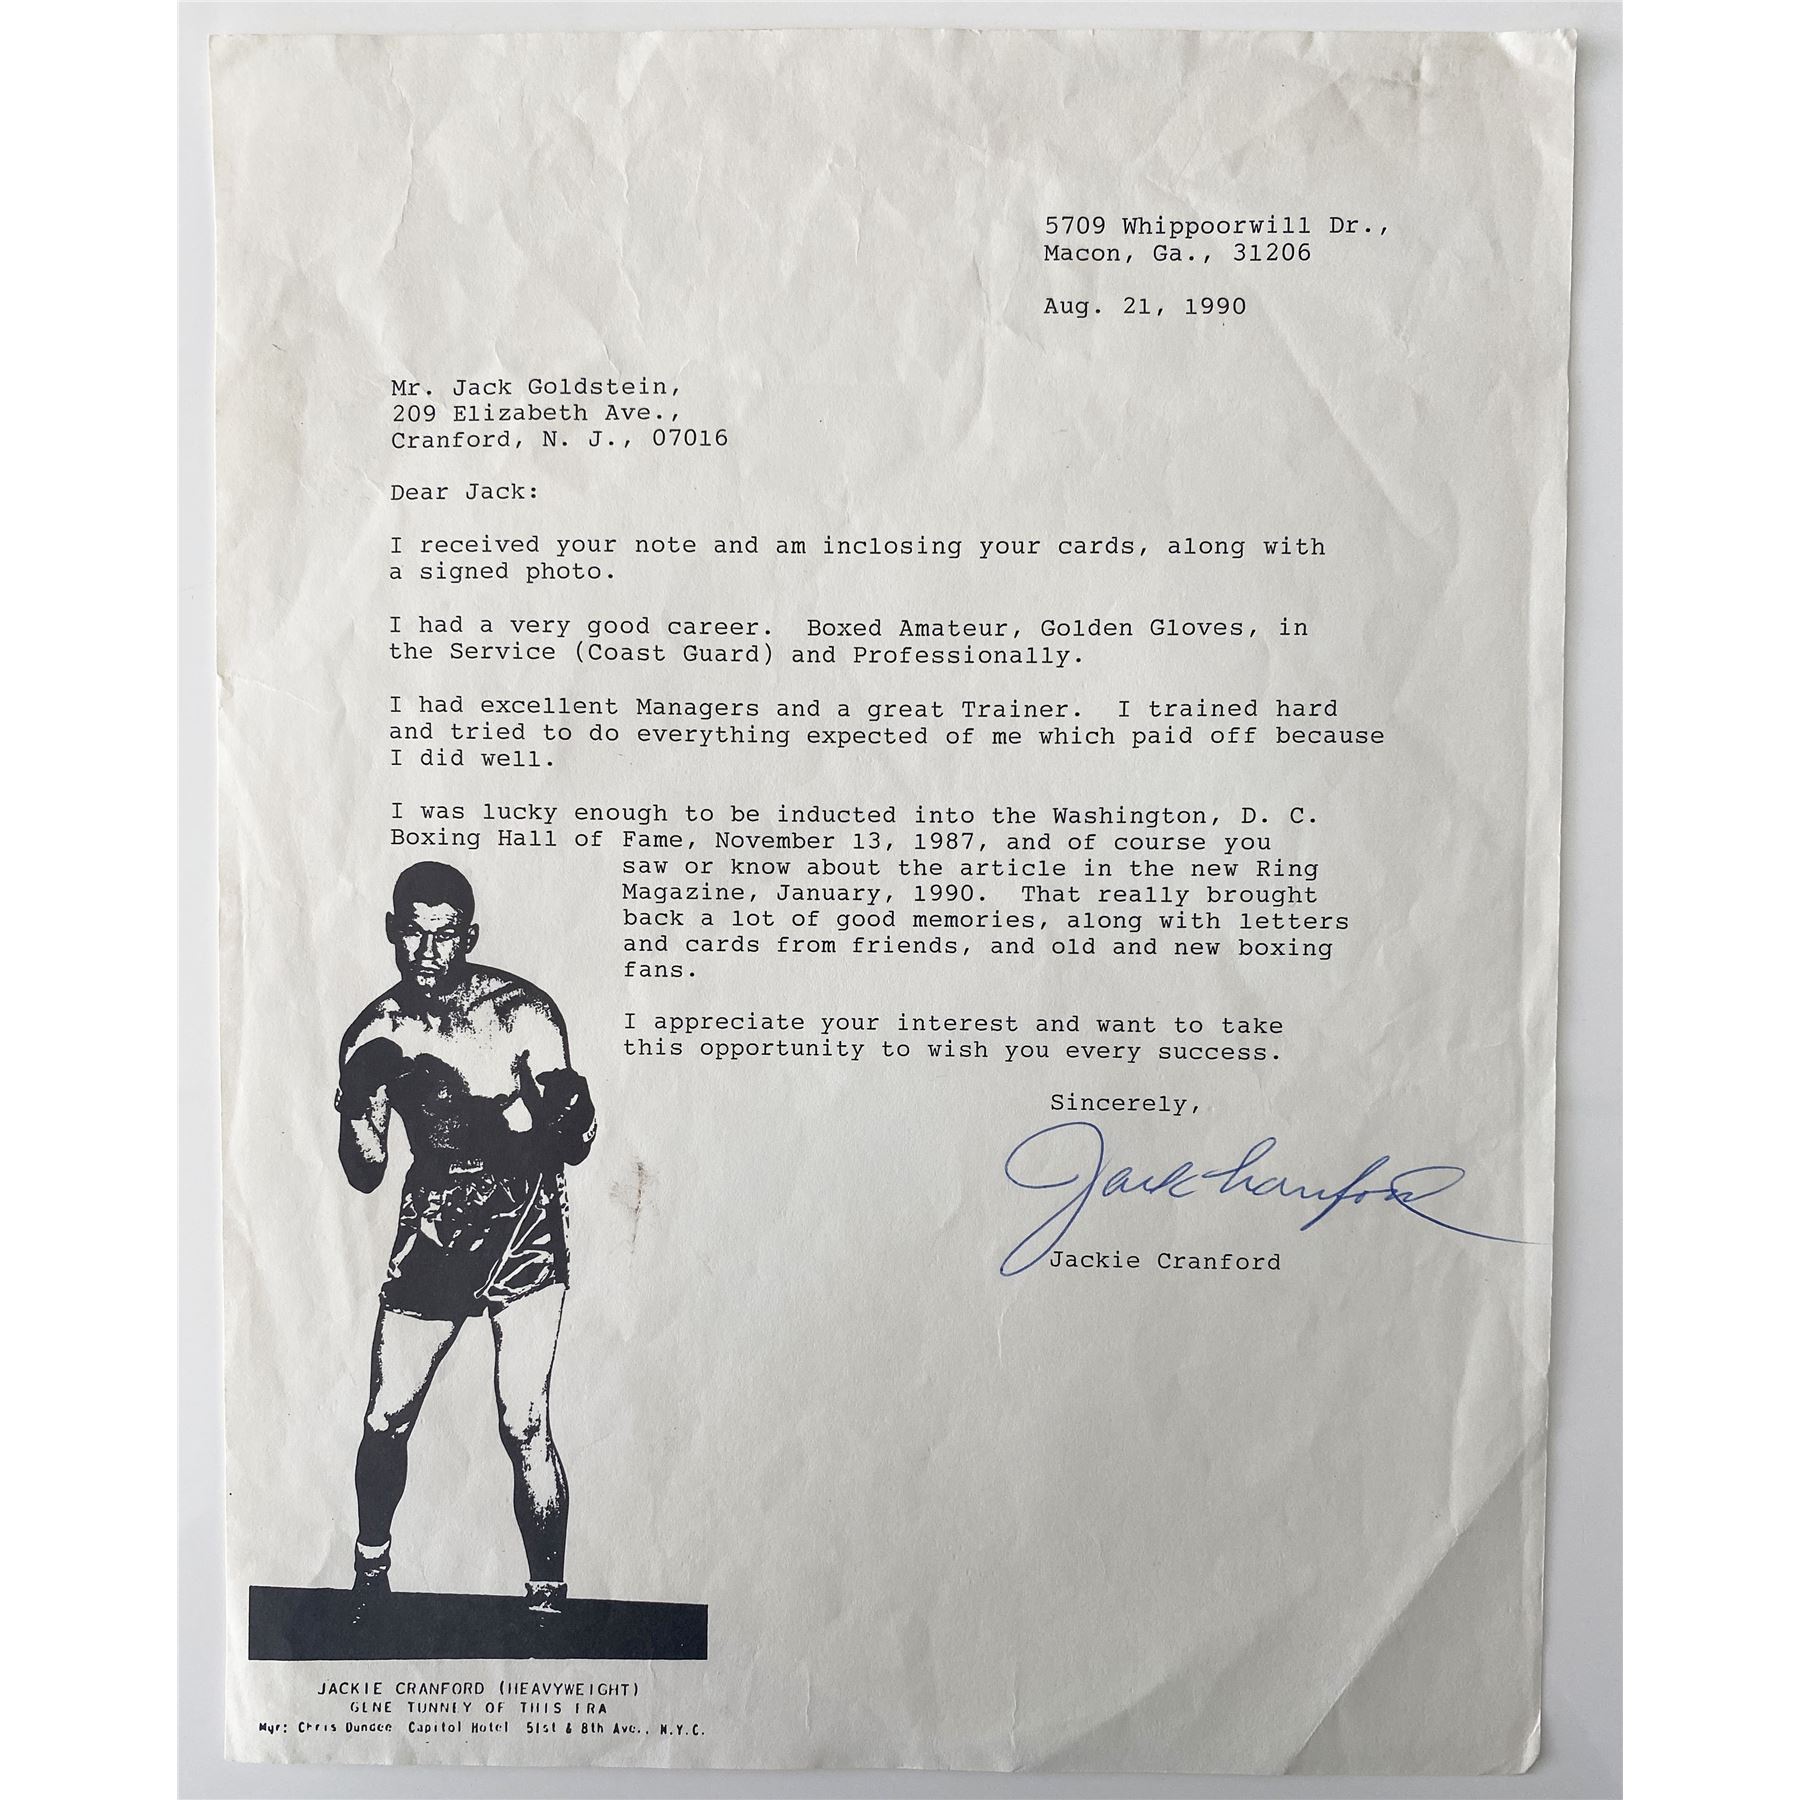 5709 Whippoorwill Dr.,
Macon, Ga., 31206
Aug. 21, 1990
Mr. Jack Goldstein,
209 Elizabeth Ave.,
Cranford, N. J., 07016
Dear Jack:
I received your note and am inclosing your cards, along with
a signed photo.
I had a very good career. Boxed Amateur, Golden Gloves, in
the Service (Coast Guard) and Professionally.
I had excellent Managers and a great Trainer. I trained hard
and tried to do everything expected of me which paid off because
I did well.
I was lucky enough to be inducted into the Washington, D. C.
Boxing Hall of Fame, November 13, 1987, and of course you
saw or know about the article in the new Ring
Magazine, January, 1990. That really brought
back a lot of good memories, along with letters
and cards from friends, and old and new boxing
fans.
I appreciate your interest and want to take
this opportunity to wish you every success.
Sincerely,
Jack Cranford
Jackie Cranford
JACKIE CRANFORD (HEAVYWEIGHT)
GENE TUNNEY OF THIS ERA
Mgr: Chris Dundee Capitol Hotel 51st & 8th Ave., N.Y.C.